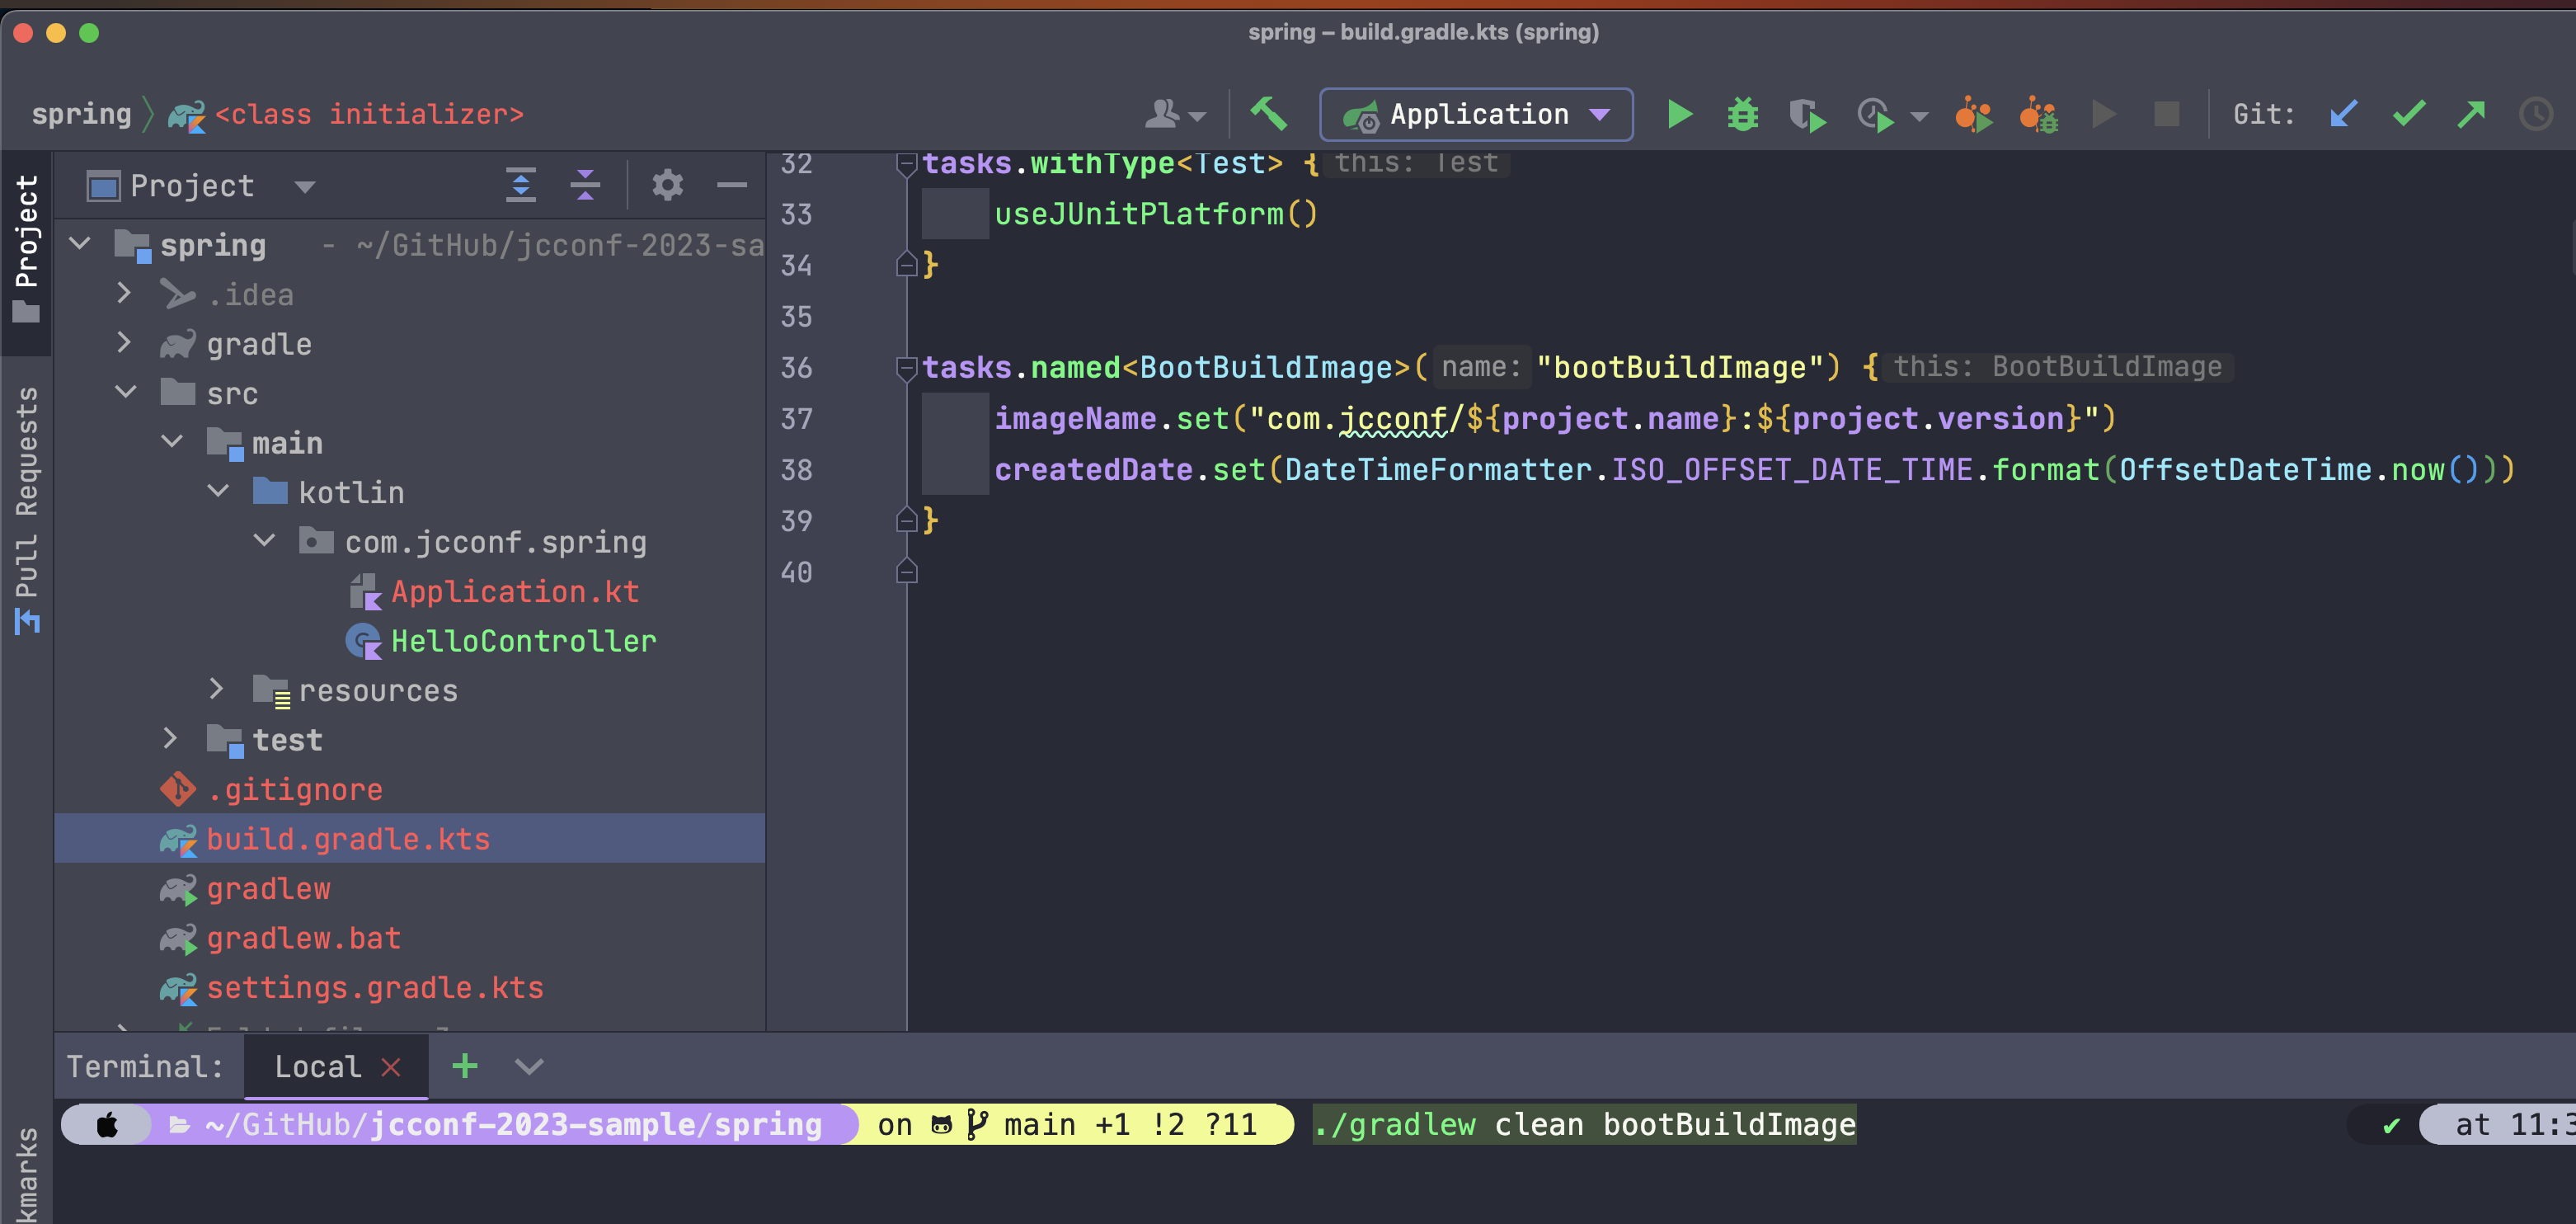 spring – build.gradle.kts (spring)
spring <class initializer>
Application
Git:
Project
Pull Requests
Project
spring - ~/GitHub/jcconf-2023-sa
.idea
gradle
src
main
kotlin
com.jcconf.spring
Application.kt
HelloController
resources
test
.gitignore
build.gradle.kts
gradlew
gradlew.bat
settings.gradle.kts
32 tasks.withType<Test> { this: Test
33 useJUnitPlatform()
34 }
35
36 tasks.named<BootBuildImage>( name: "bootBuildImage") { this: BootBuildImage
37 imageName.set("com.jcconf/${project.name}:${project.version}")
38 createdDate.set(DateTimeFormatter.ISO_OFFSET_DATE_TIME.format(OffsetDateTime.now()))
39 }
40
Terminal: Local
~/GitHub/jcconf-2023-sample/spring on main +1 !2 ?11 ./gradlew clean bootBuildImage ✔ at 11:3
kmarks